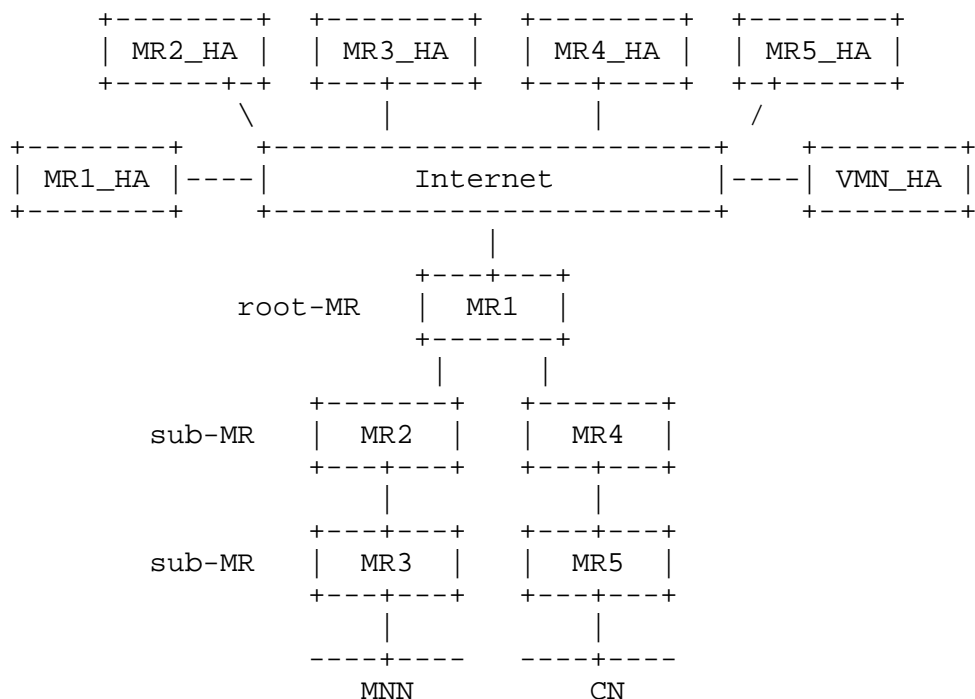 MR2_HA MR3_HA MR4_HA MR5_HA
MR1_HA Internet VMN_HA
root-MR MR1
sub-MR MR2 MR4
sub-MR MR3 MR5
MNN CN